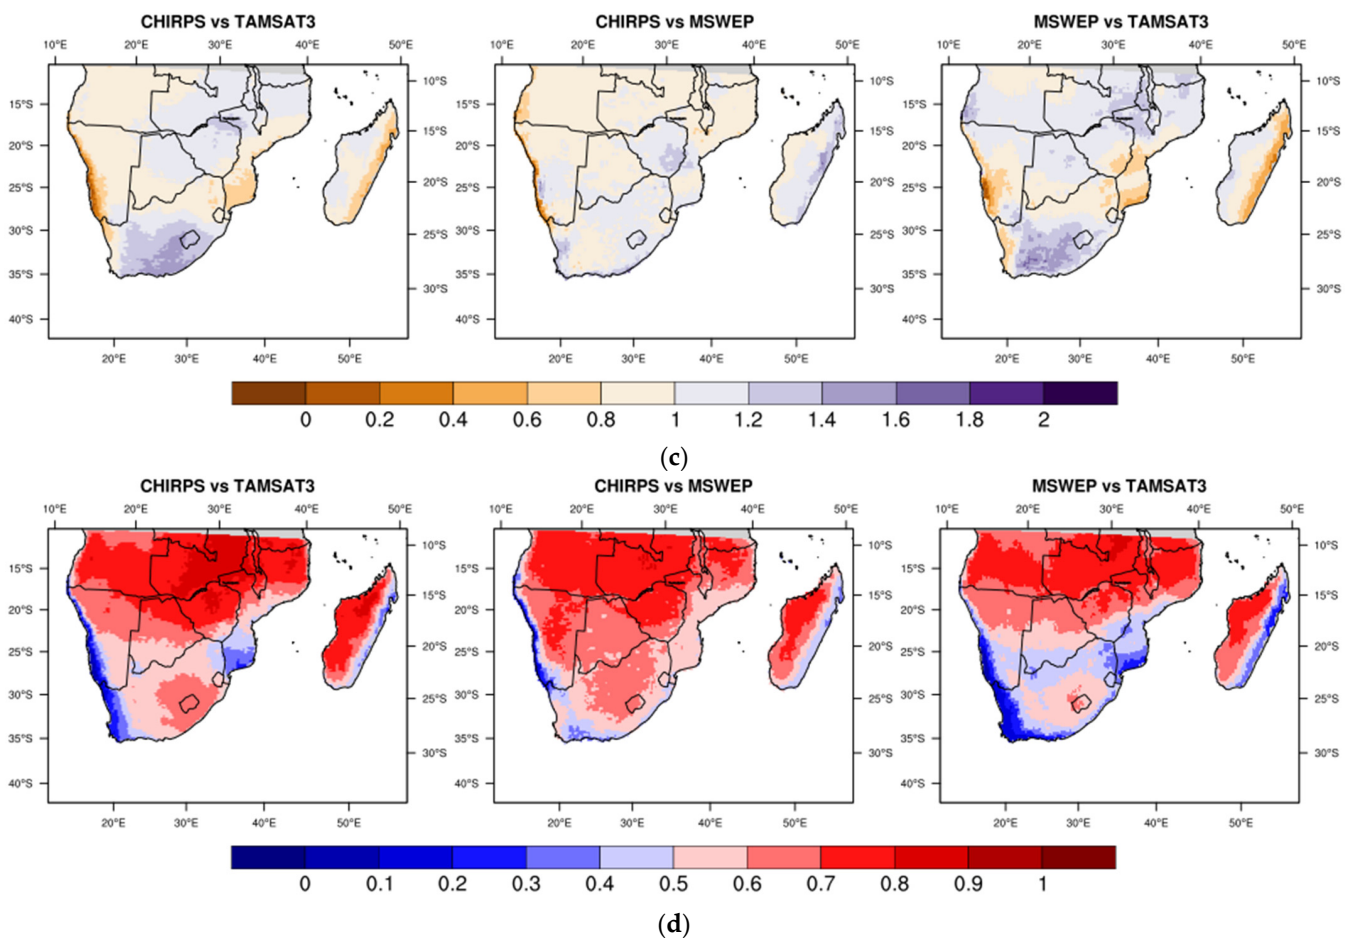 CHIRPS vs TAMSAT3 CHIRPS vs MSWEP MSWEP vs TAMSAT3
10°E 20°E 30°E 40°E 50°E 10°E 20°E 30°E 40°E 50°E 10°E 20°E 30°E 40°E 50°E
10°S 10°S 10°S
15°S 15°S 15°S
15°S 15°S 15°S
20°S 20°S 20°S
20°S 20°S 20°S
25°S 25°S 25°S
30°S 25°S 30°S 25°S 30°S 25°S
35°S 30°S 35°S 30°S 35°S 30°S
40°S 40°S 40°S
20°E 30°E 40°E 50°E 20°E 30°E 40°E 50°E 20°E 30°E 40°E 50°E
0 0.2 0.4 0.6 0.8 1 1.2 1.4 1.6 1.8 2
(c)
CHIRPS vs TAMSAT3 CHIRPS vs MSWEP MSWEP vs TAMSAT3
10°E 20°E 30°E 40°E 50°E 10°E 20°E 30°E 40°E 50°E 10°E 20°E 30°E 40°E 50°E
10°S 10°S 10°S
15°S 15°S 15°S
15°S 15°S 15°S
20°S 20°S 20°S
20°S 20°S 20°S
25°S 25°S 25°S
30°S 25°S 30°S 25°S 30°S 25°S
35°S 30°S 35°S 30°S 35°S 30°S
40°S 40°S 40°S
20°E 30°E 40°E 50°E 20°E 30°E 40°E 50°E 20°E 30°E 40°E 50°E
0 0.1 0.2 0.3 0.4 0.5 0.6 0.7 0.8 0.9 1
(d)